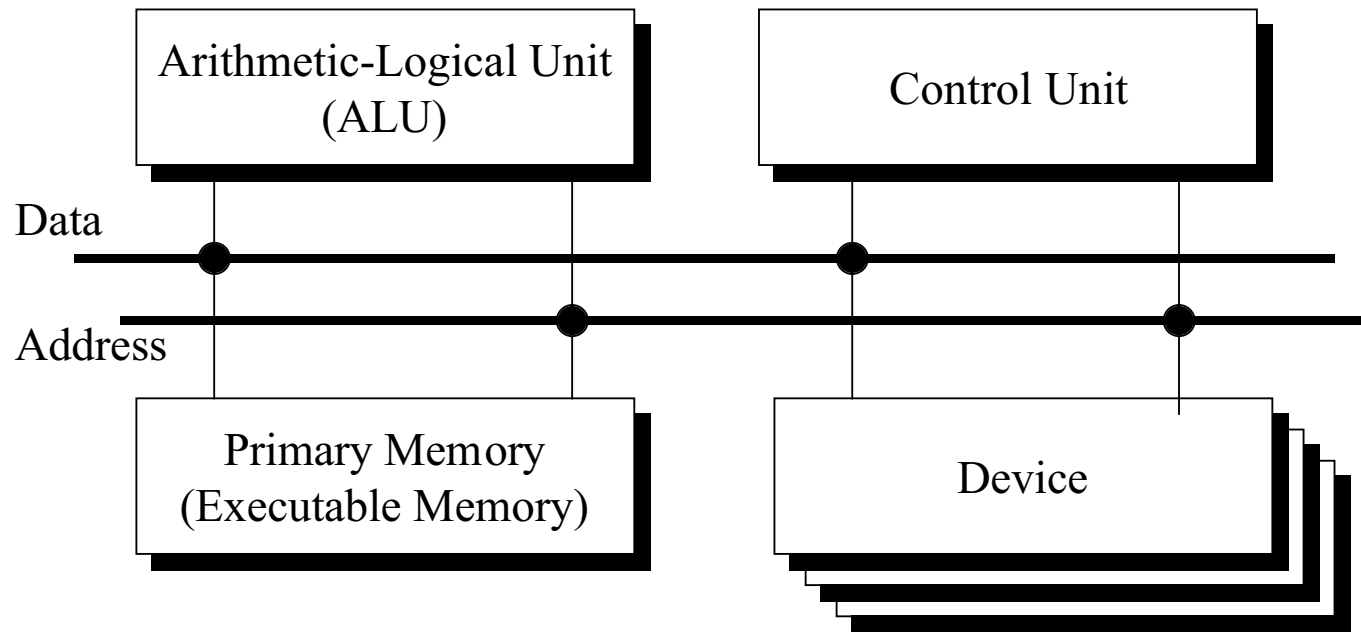 Arithmetic-Logical Unit
(ALU)
Control Unit
Data
Address
Primary Memory
(Executable Memory)
Device